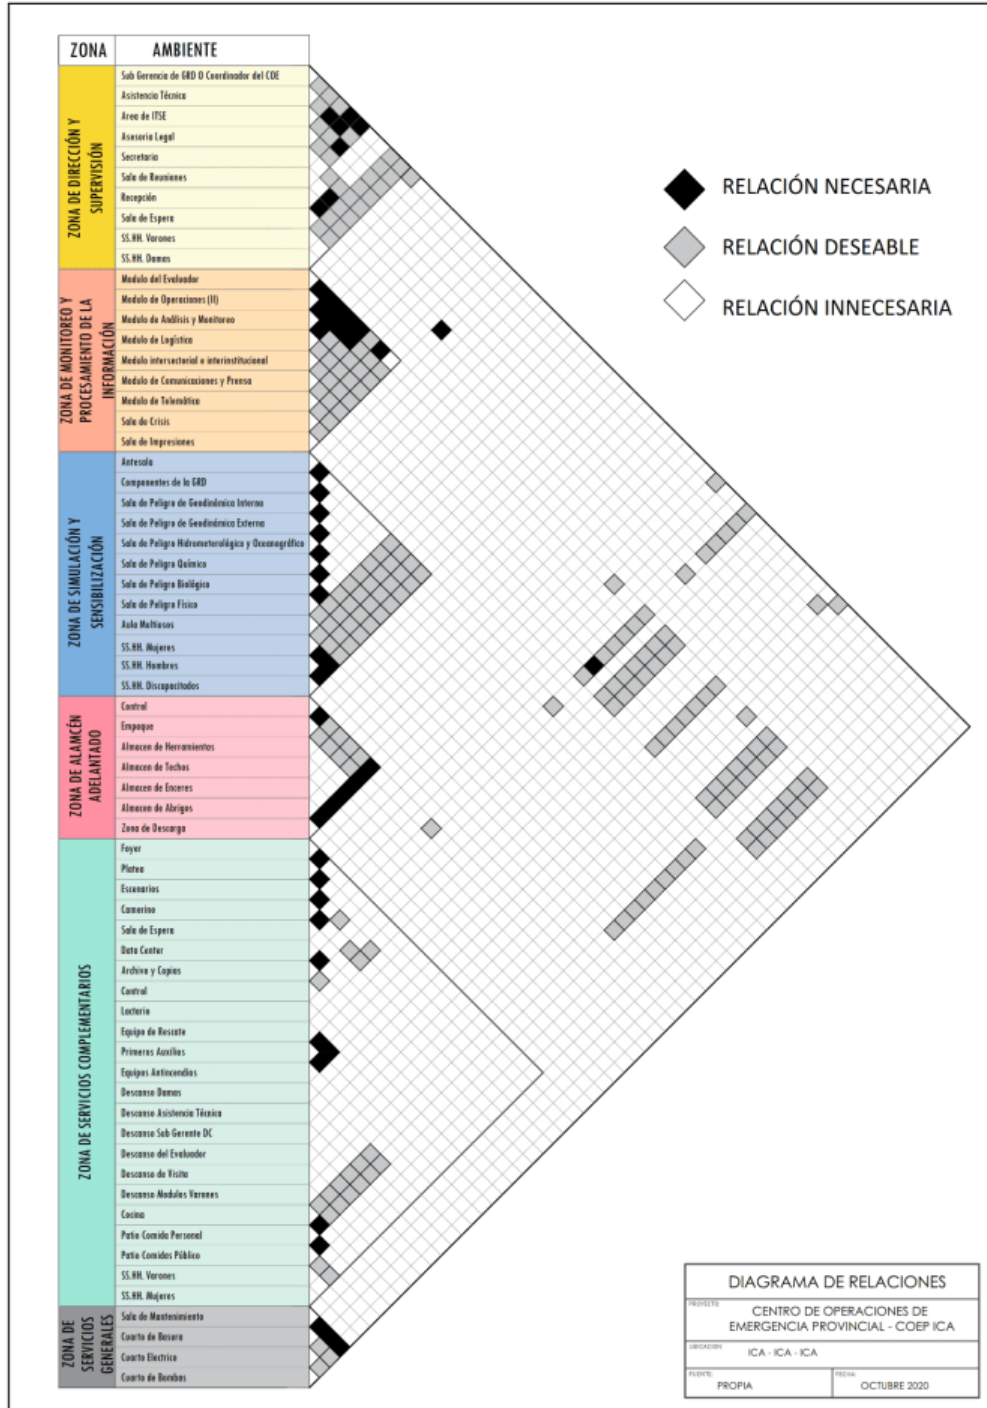 ZONA
AMBIENTE
ZONA DE DIRECCIÓN Y
SUPERVISIÓN
Sub Gerencia de GRD O Coordinador del COE
Asistencia Técnica
Area de ITSE
Asesoria Legal
Secretaria
Sala de Reuniones
Recepción
Sala de Espera
SS.HH. Varones
SS.HH. Damas
ZONA DE MONITOREO Y
PROCESAMIENTO DE LA
INFORMACIÓN
Modulo del Evaluador
Modulo de Operaciones (II)
Modulo de Análisis y Monitoreo
Modulo de Logística
Modulo intersectorial e interinstitucional
Modulo de Comunicaciones y Prensa
Modulo de Telemática
Sala de Crisis
Sala de Impresiones
ZONA DE SIMULACIÓN Y
SENSIBILIZACIÓN
Antesala
Componentes de la GRD
Sala de Peligro de Geodinámica Interna
Sala de Peligro de Geodinámica Externa
Sala de Peligro Hidrometerológico y Oceanográfico
Sala de Peligro Químico
Sala de Peligro Biológico
Sala de Peligro Físico
Aula Multiusos
SS.HH. Mujeres
SS.HH. Hombres
SS.HH. Discapacitados
ZONA DE ALAMCÉN
ADELANTADO
Control
Empaque
Almacen de Herramientas
Almacen de Techos
Almacen de Enceres
Almacen de Abrigos
Zona de Descarga
ZONA DE SERVICIOS COMPLEMENTARIOS
Foyer
Platea
Escenarios
Camerino
Sala de Espera
Data Center
Archivo y Copias
Control
Lactario
Equipo de Rescate
Primeros Auxilios
Equipos Antincendios
Descanso Damas
Descanso Asistencia Técnica
Descanso Sub Gerente DC
Descanso del Evaluador
Descanso de Visita
Descanso Modulos Varones
Cocina
Patio Comida Personal
Patio Comidas Público
SS.HH. Varones
SS.HH. Mujeres
ZONA DE
SERVICIOS
GENERALES
Sala de Mantenimiento
Cuarto de Basura
Cuarto Electrico
Cuarto de Bombas
RELACIÓN NECESARIA
RELACIÓN DESEABLE
RELACIÓN INNECESARIA
DIAGRAMA DE RELACIONES
PROYECTO:
CENTRO DE OPERACIONES DE
EMERGENCIA PROVINCIAL - COEP ICA
UBICACIÓN:
ICA - ICA - ICA
FUENTE:
PROPIA
FECHA:
OCTUBRE 2020